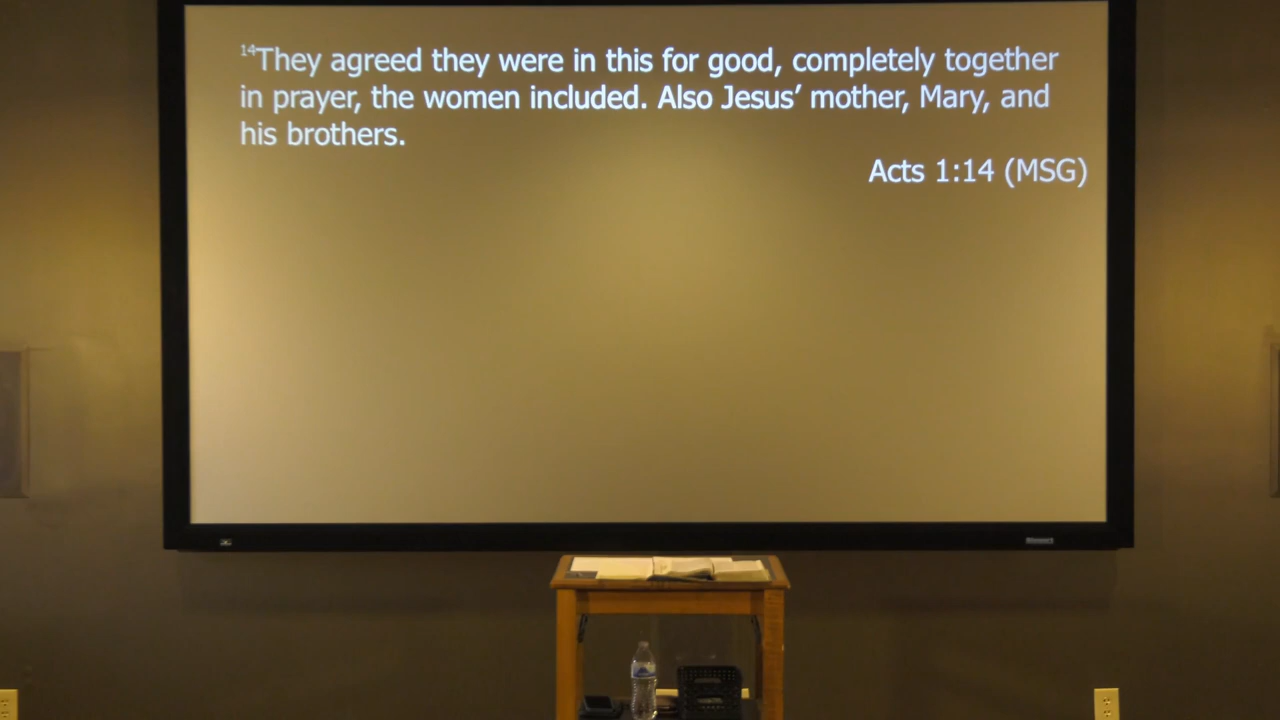 ¹⁴They agreed they were in this for good, completely together
in prayer, the women included. Also Jesus’ mother, Mary, and
his brothers.
Acts 1:14 (MSG)